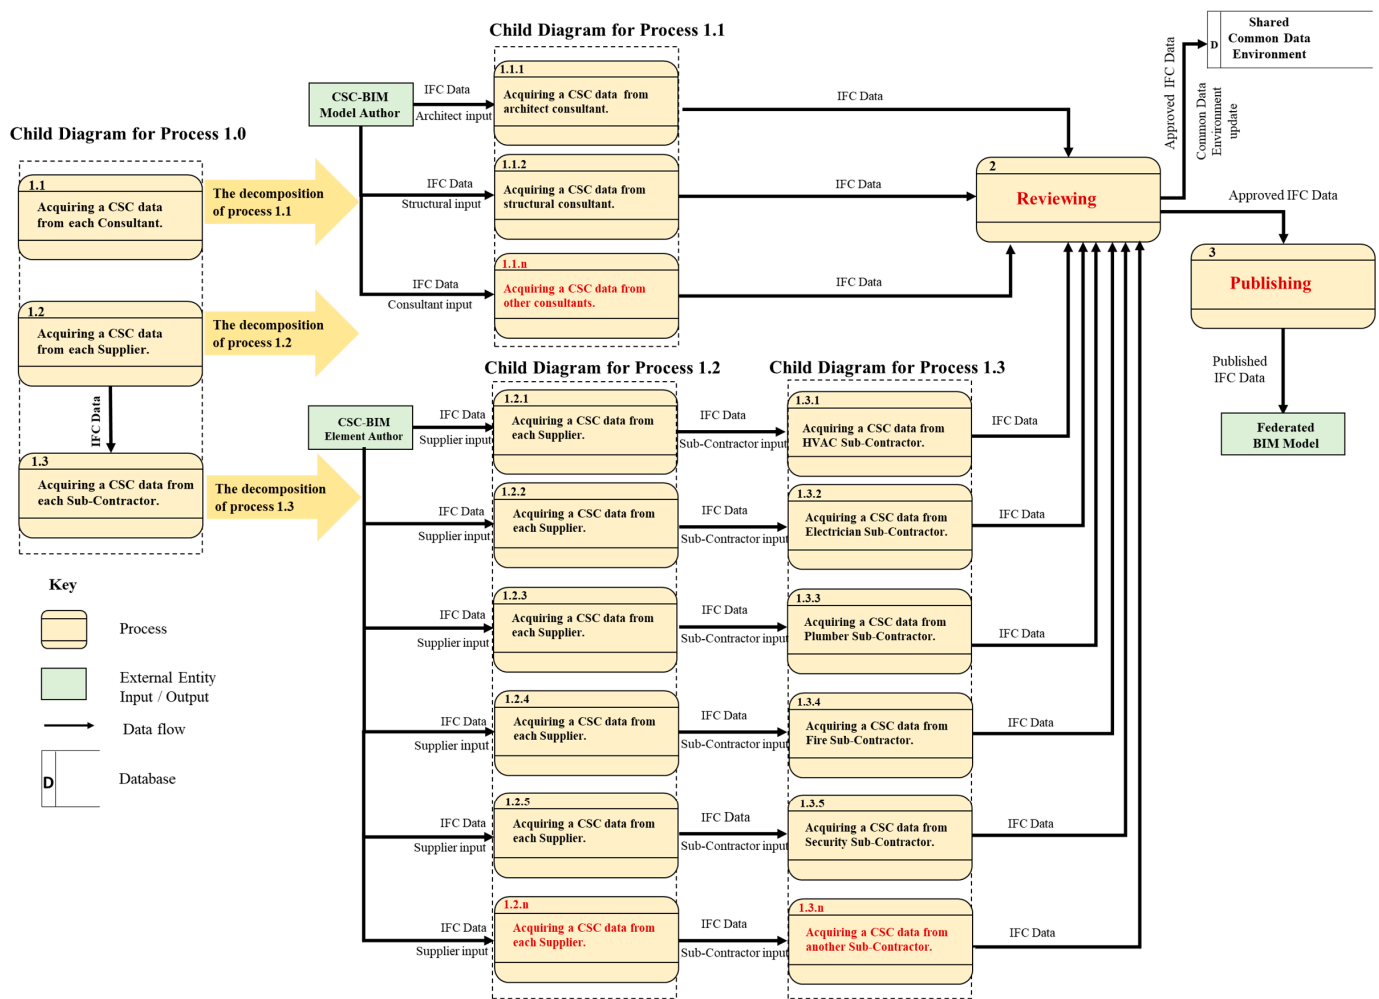 Child Diagram for Process 1.0
1.1
Acquiring a CSC data
from each Consultant.
1.2
Acquiring a CSC data
from each Supplier.
IFC Data
1.3
Acquiring a CSC data from
each Sub-Contractor.
The decomposition
of process 1.1
The decomposition
of process 1.2
The decomposition
of process 1.3
Key
Process
External Entity
Input / Output
Data flow
D
Database
Child Diagram for Process 1.1
CSC-BIM
Model Author
IFC Data
Architect input
1.1.1
Acquiring a CSC data from
architect consultant.
IFC Data
IFC Data
Structural input
1.1.2
Acquiring a CSC data from
structural consultant.
IFC Data
IFC Data
Consultant input
1.1.n
Acquiring a CSC data from
other consultants.
IFC Data
Child Diagram for Process 1.2
Child Diagram for Process 1.3
CSC-BIM
Element Author
IFC Data
Supplier input
1.2.1
Acquiring a CSC data from
each Supplier.
IFC Data
Sub-Contractor input
1.3.1
Acquiring a CSC data from
HVAC Sub-Contractor.
IFC Data
IFC Data
Supplier input
1.2.2
Acquiring a CSC data from
each Supplier.
IFC Data
Sub-Contractor input
1.3.2
Acquiring a CSC data from
Electrician Sub-Contractor.
IFC Data
IFC Data
Supplier input
1.2.3
Acquiring a CSC data from
each Supplier.
IFC Data
Sub-Contractor input
1.3.3
Acquiring a CSC data from
Plumber Sub-Contractor.
IFC Data
IFC Data
Supplier input
1.2.4
Acquiring a CSC data from
each Supplier.
IFC Data
Sub-Contractor input
1.3.4
Acquiring a CSC data from
Fire Sub-Contractor.
IFC Data
IFC Data
Supplier input
1.2.5
Acquiring a CSC data from
each Supplier.
IFC Data
Sub-Contractor input
1.3.5
Acquiring a CSC data from
Security Sub-Contractor.
IFC Data
IFC Data
Supplier input
1.2.n
Acquiring a CSC data from
each Supplier.
IFC Data
Sub-Contractor input
1.3.n
Acquiring a CSC data from
another Sub-Contractor.
IFC Data
2
Reviewing
Approved IFC Data
Common Data
Environment
update
D
Shared
Common Data
Environment
Approved IFC Data
3
Publishing
Published
IFC Data
Federated
BIM Model